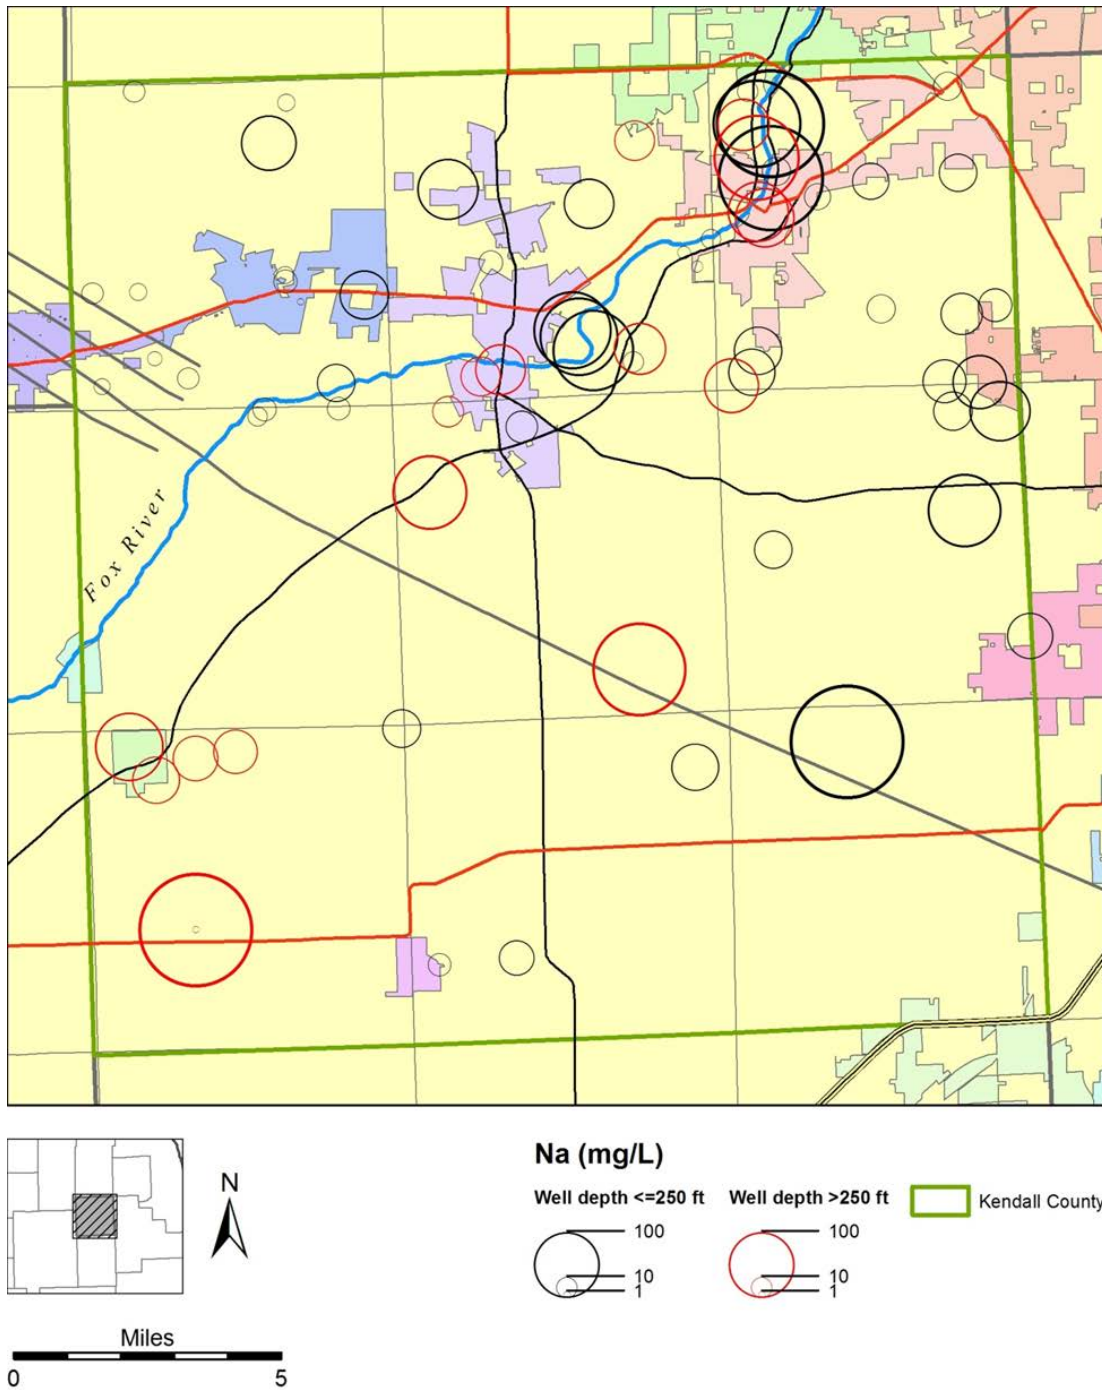 Fox River
N
Na (mg/L)
Well depth <=250 ft
Well depth >250 ft
Kendall County
100
10
1
100
10
1
Miles
0
5